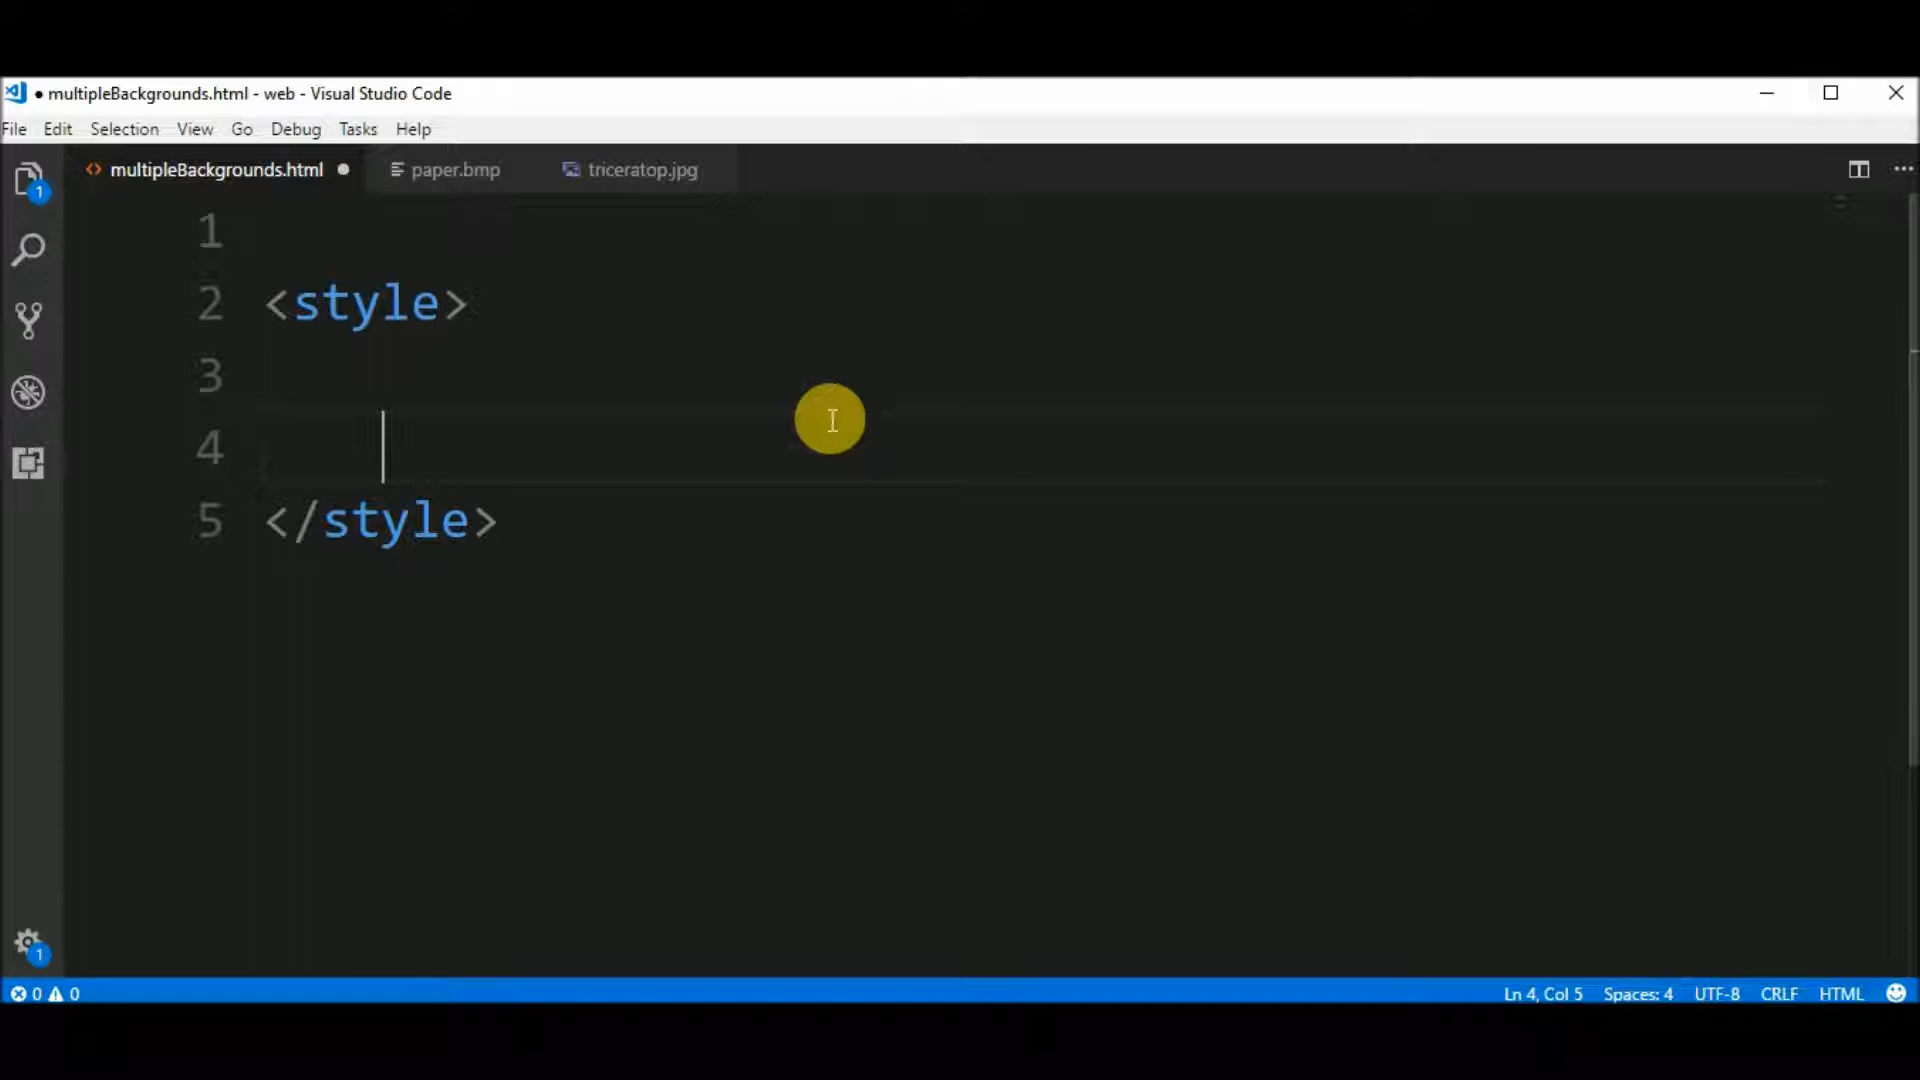 ● multipleBackgrounds.html - web - Visual Studio Code
File Edit Selection View Go Debug Tasks Help
multipleBackgrounds.html ● paper.bmp triceratop.jpg
1
1
2 <style>
3
4
5 </style>
1
0 0 Ln 4, Col 5 Spaces: 4 UTF-8 CRLF HTML